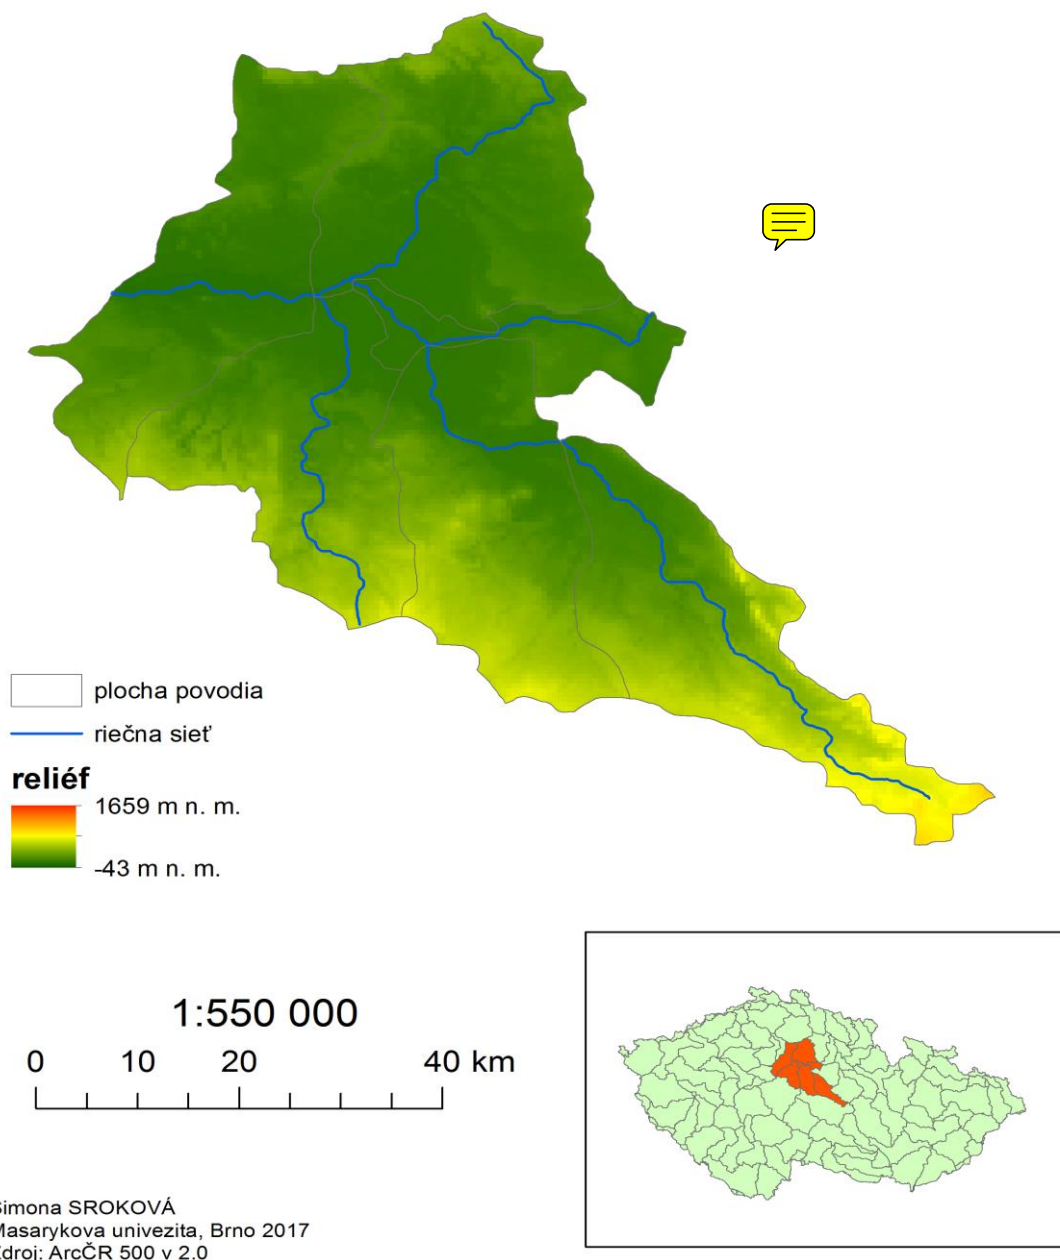 plocha povodia
riečna sieť
reliéf
1659 m n. m.
-43 m n. m.
1:550 000
0 10 20 40 km
Simona SROKOVÁ
Masarykova univezita, Brno 2017
Zdroj: ArcČR 500 v 2.0